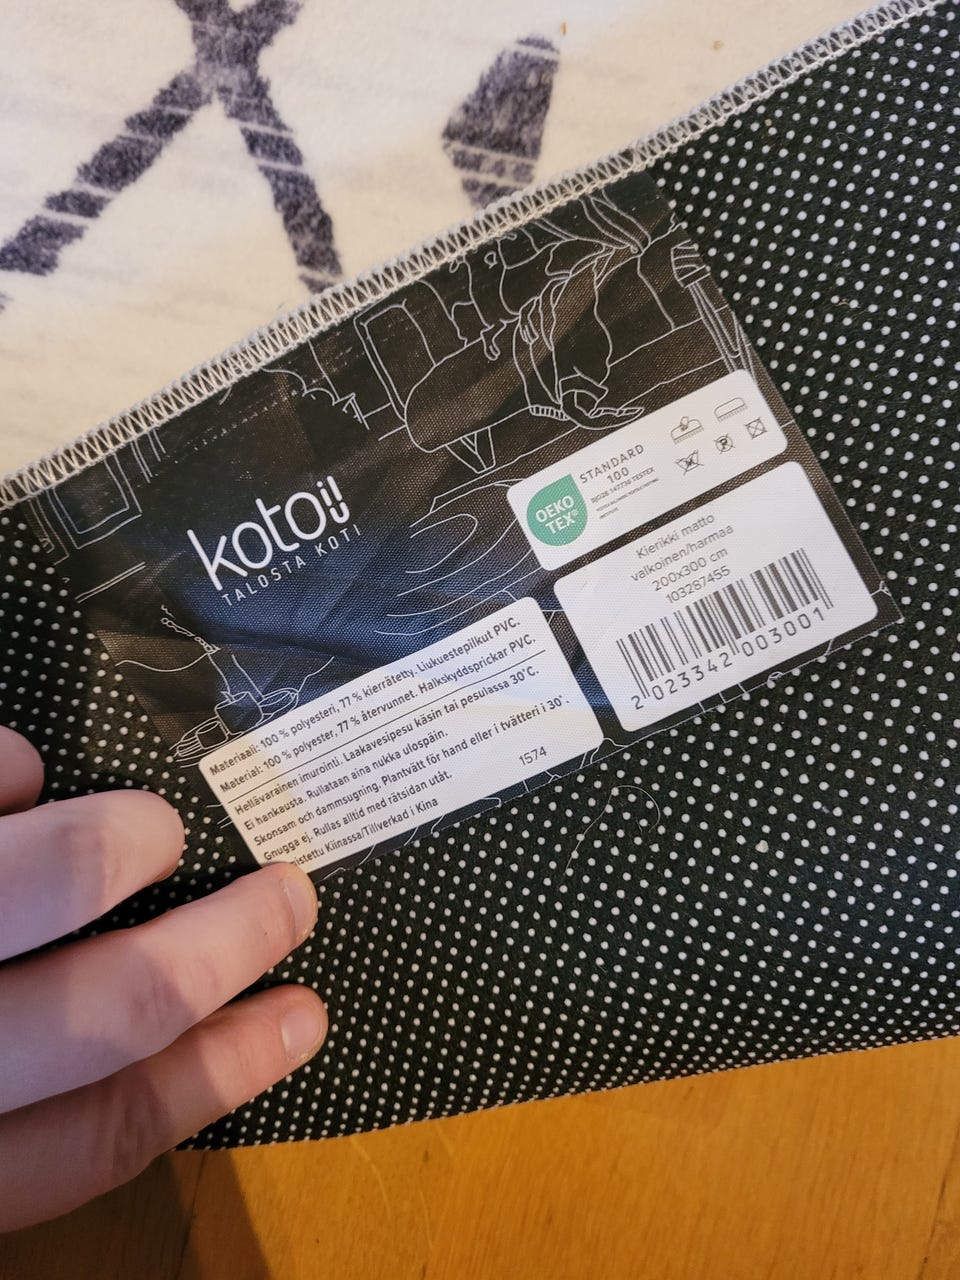 kotoi!
TALOSTA KOTI
OEKO
TEX®
STANDARD
100
TESTEX
Kierikki matto
valkoinen/harmaa
200x300 cm
103287455
2 023342 003001
Materiaali: 100 % polyesteri, 77 % kierrätetty. Liukuestepilkut PVC.
Material: 100 % polyester, 77 % återvunnet. Halkskyddsprickar PVC.
Hellävarainen imurointi. Laakavesipesu käsin tai pesulassa 30°C.
Ei hankausta. Rullataan aina nukka ulospäin.
Skonsam och dammsugning. Plantvätt för hand eller i tvätteri i 30°.
Gnugga ej. Rullas alltid med rätsidan utåt.
Kiinassa/Tillverkad i Kina
1574